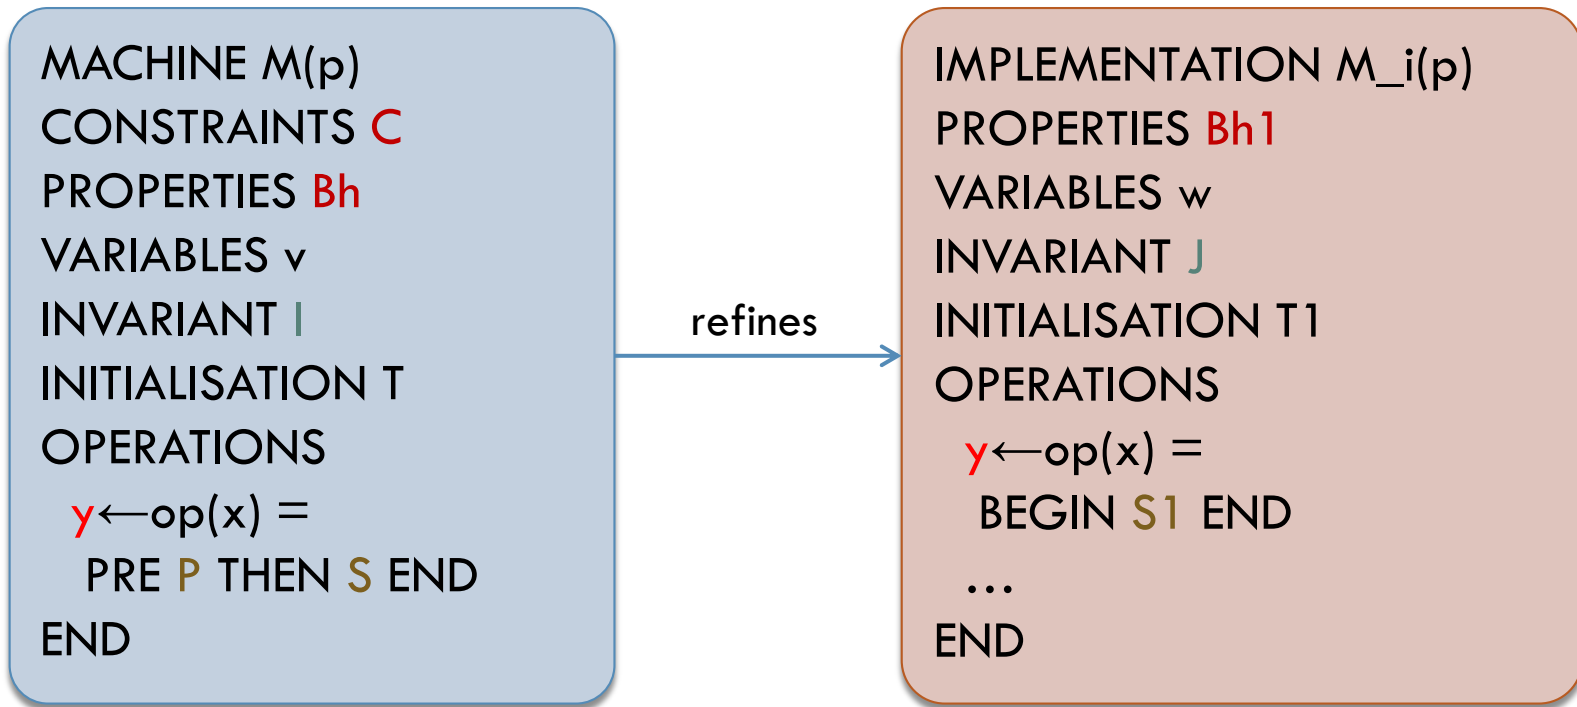 MACHINE M(p)
CONSTRAINTS C
PROPERTIES Bh
VARIABLES v
INVARIANT I
INITIALISATION T
OPERATIONS
y←op(x) =
PRE P THEN S END
END
refines
IMPLEMENTATION M_i(p)
PROPERTIES Bh1
VARIABLES w
INVARIANT J
INITIALISATION T1
OPERATIONS
y←op(x) =
BEGIN S1 END
...
END